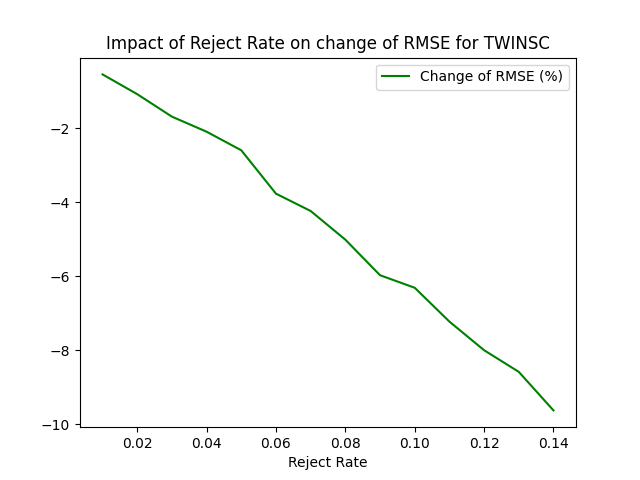 Impact of Reject Rate on change of RMSE for TWINSC
Change of RMSE (%)
−2
−4
−6
−8
−10
0.02 0.04 0.06 0.08 0.10 0.12 0.14
Reject Rate